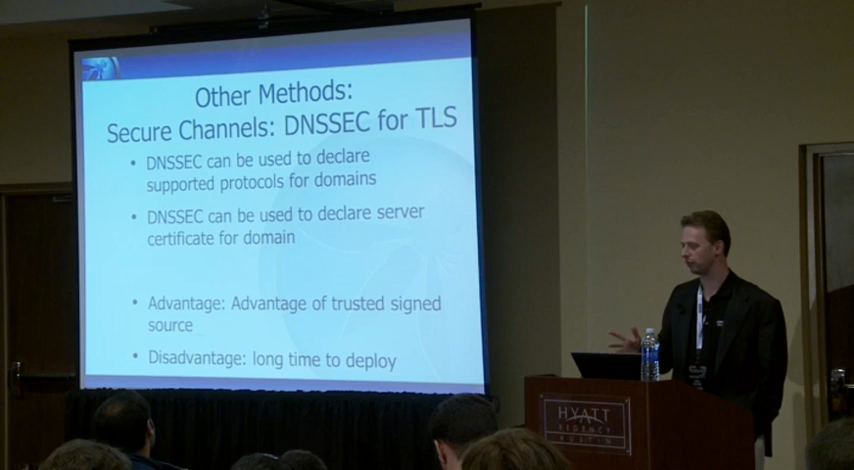 Other Methods:
Secure Channels: DNSSEC for TLS
• DNSSEC can be used to declare
supported protocols for domains
• DNSSEC can be used to declare server
certificate for domain
• Advantage: Advantage of trusted signed
source
• Disadvantage: long time to deploy
HYATT
REGENCY
AUSTIN